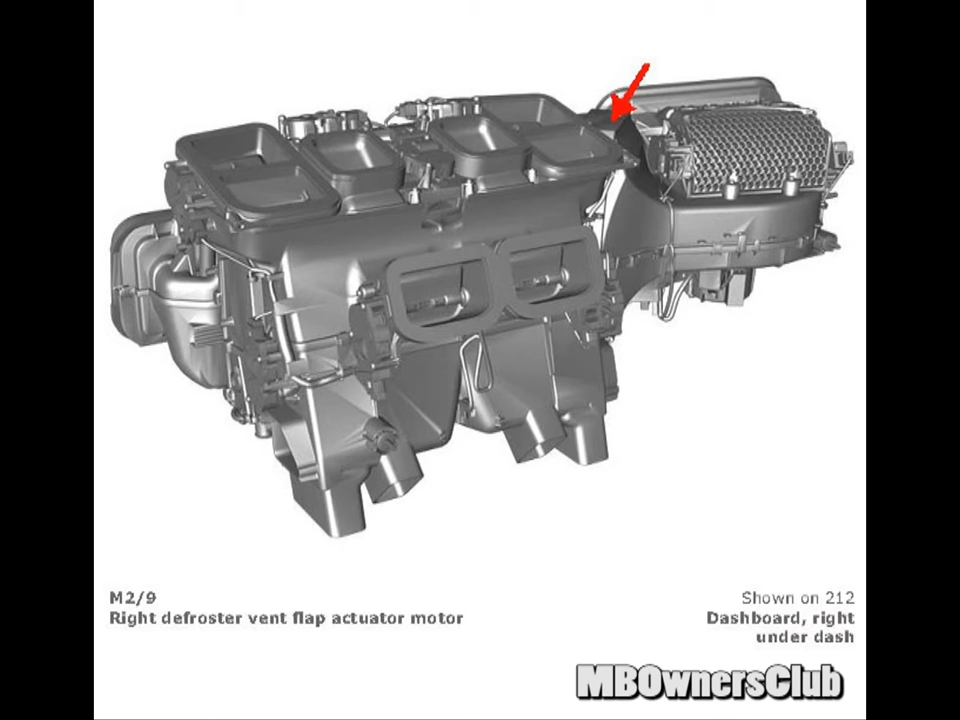 M2/9
Right defroster vent flap actuator motor
Shown on 212
Dashboard, right
under dash
MBOwnersClub